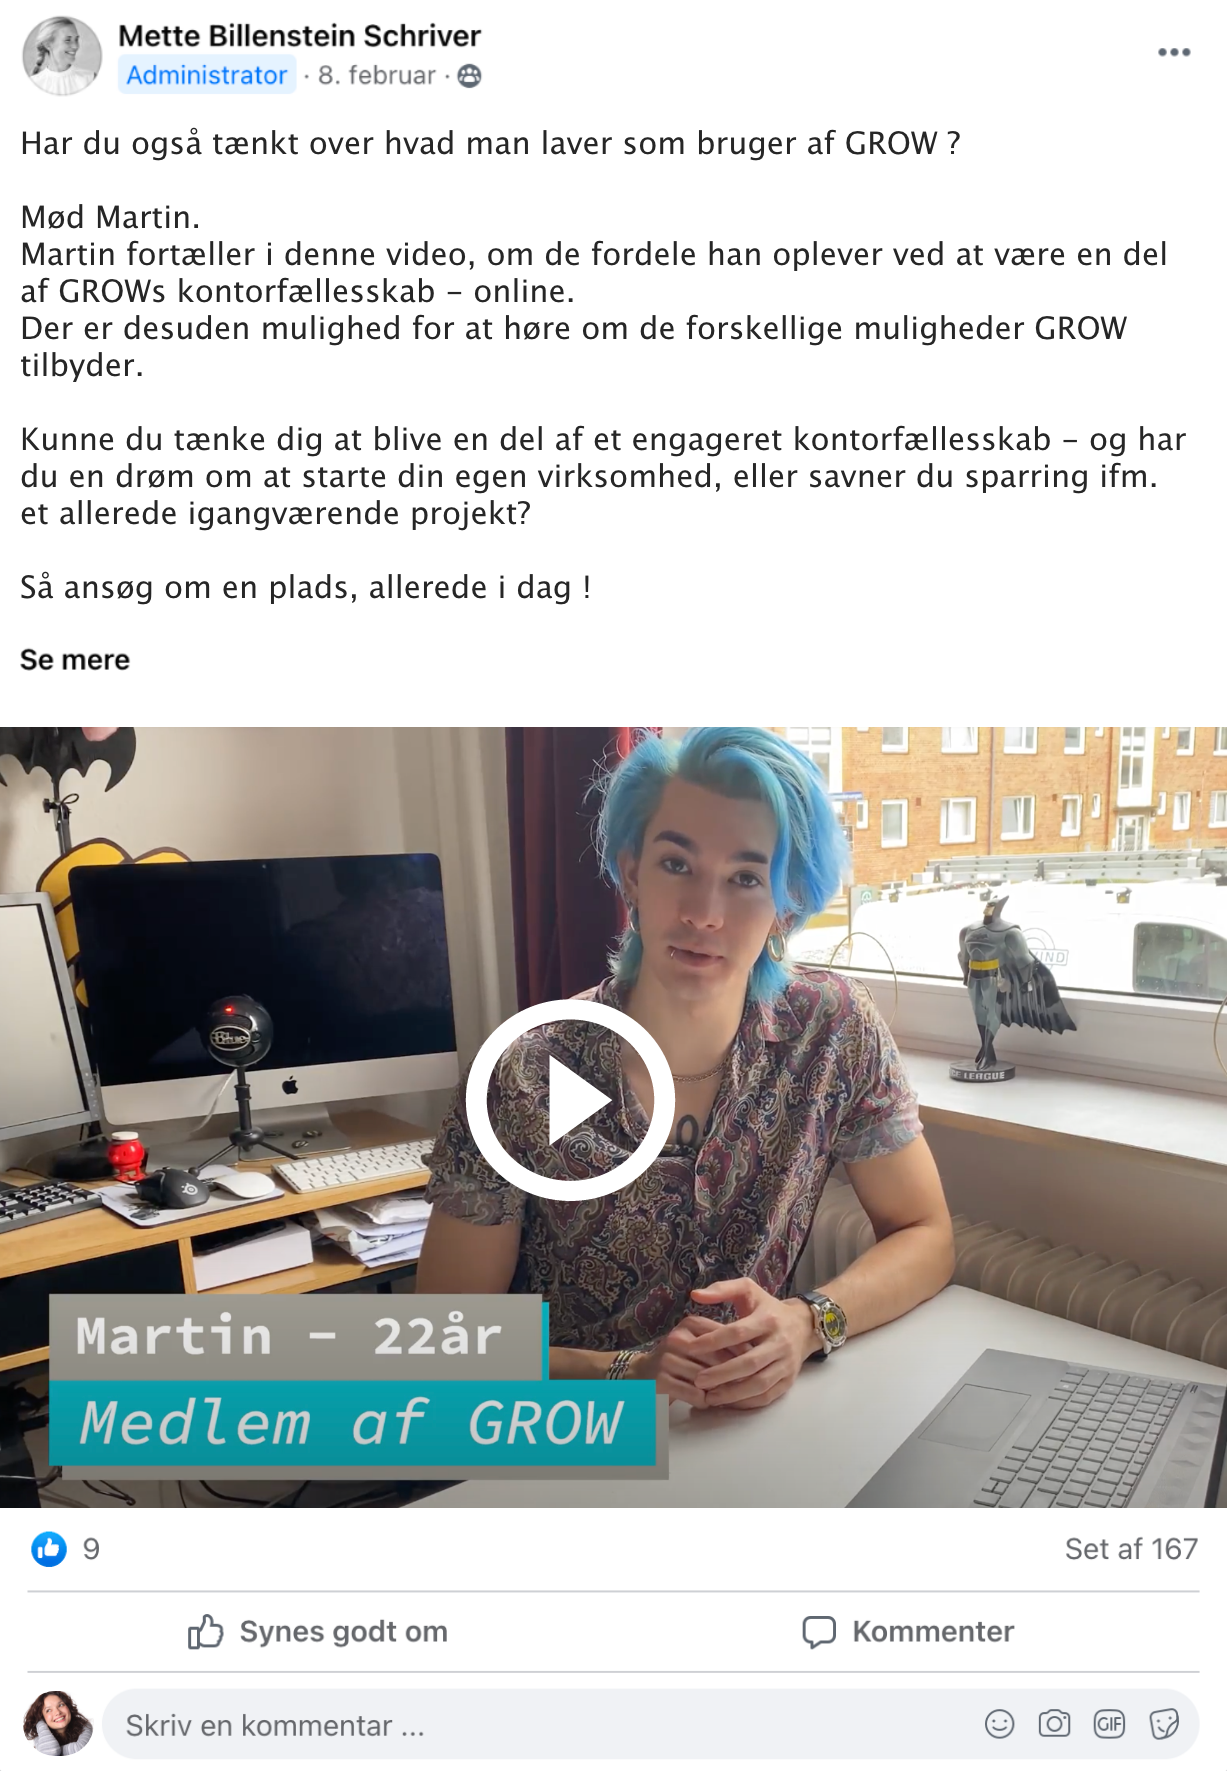 Mette Billenstein Schriver
Administrator · 8. februar ·
Har du også tænkt over hvad man laver som bruger af GROW ?
Mød Martin.
Martin fortæller i denne video, om de fordele han oplever ved at være en del
af GROWs kontorfællesskab – online.
Der er desuden mulighed for at høre om de forskellige muligheder GROW
tilbyder.
Kunne du tænke dig at blive en del af et engageret kontorfællesskab – og har
du en drøm om at starte din egen virksomhed, eller savner du sparring ifm.
et allerede igangværende projekt?
Så ansøg om en plads, allerede i dag !
Se mere
Blue
LEAGUE
Martin – 22år
Medlem af GROW
9
Set af 167
Synes godt om
Kommenter
Skriv en kommentar ...
GIF